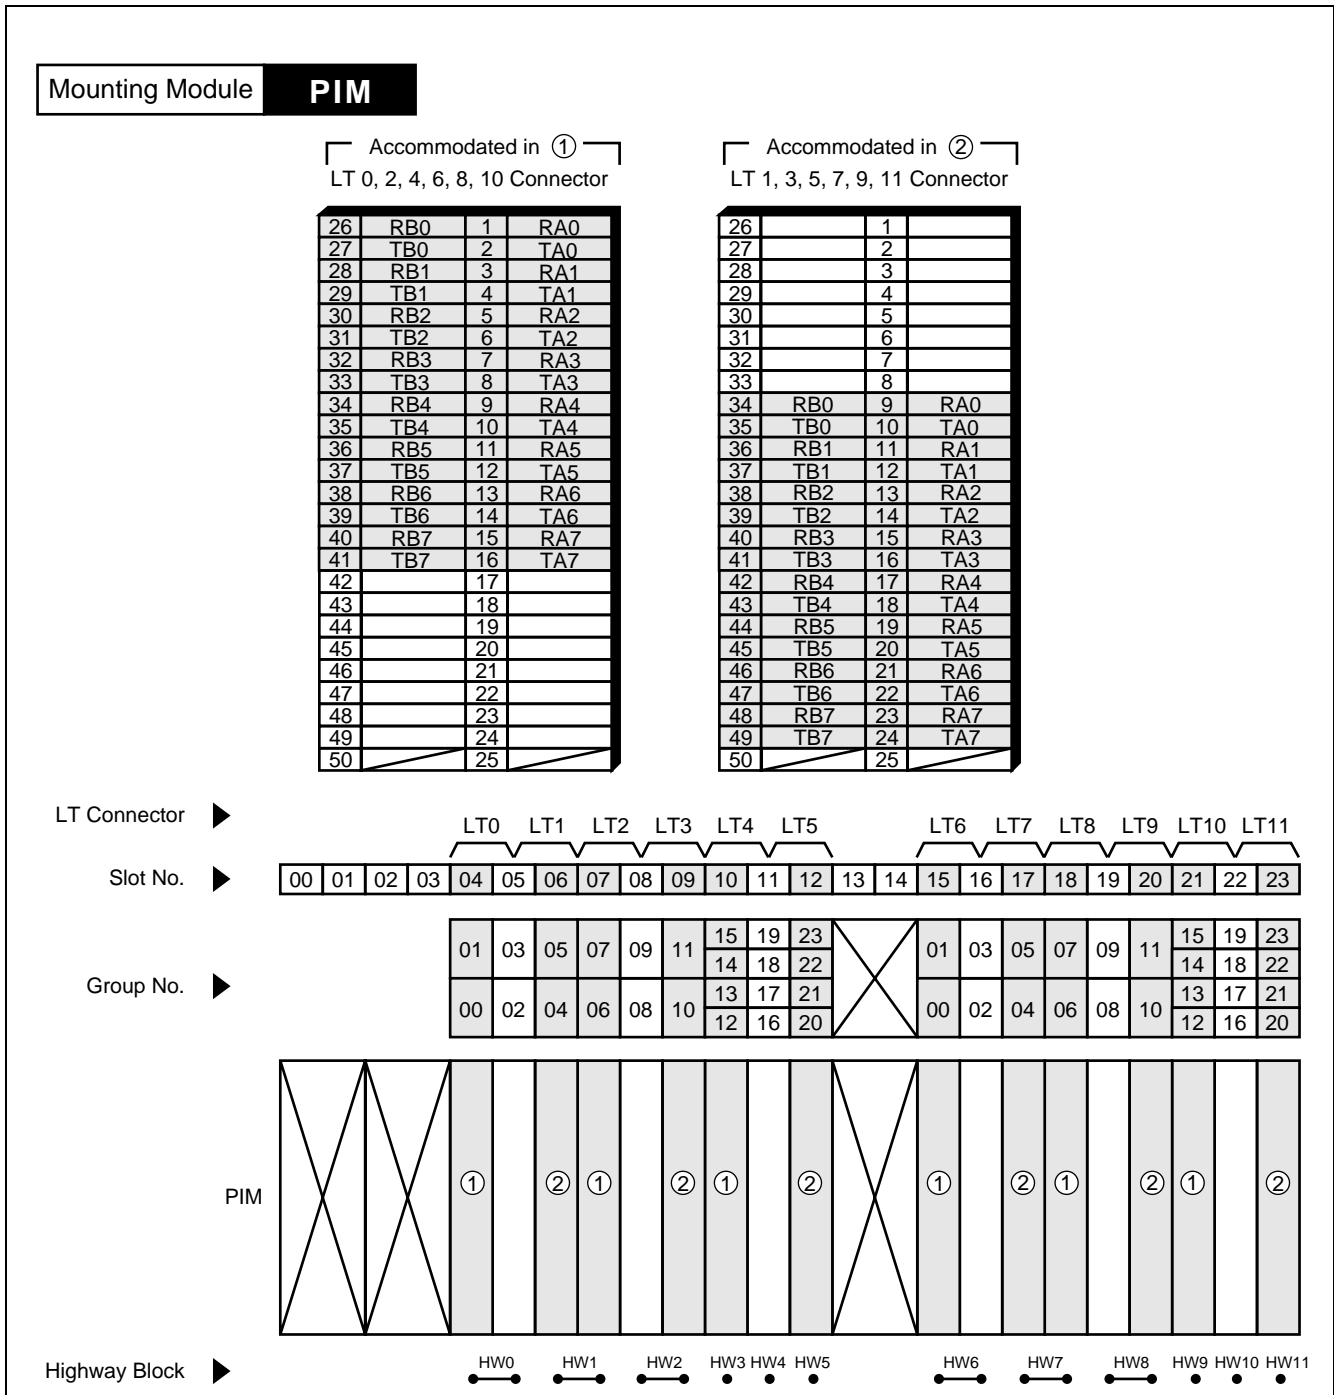 Mounting Module PIM
Accommodated in ① Accommodated in ②
LT 0, 2, 4, 6, 8, 10 Connector LT 1, 3, 5, 7, 9, 11 Connector
26 RB0 1 RA0 26 1
27 TB0 2 TA0 27 2
28 RB1 3 RA1 28 3
29 TB1 4 TA1 29 4
30 RB2 5 RA2 30 5
31 TB2 6 TA2 31 6
32 RB3 7 RA3 32 7
33 TB3 8 TA3 33 8
34 RB4 9 RA4 34 RB0 9 RA0
35 TB4 10 TA4 35 TB0 10 TA0
36 RB5 11 RA5 36 RB1 11 RA1
37 TB5 12 TA5 37 TB1 12 TA1
38 RB6 13 RA6 38 RB2 13 RA2
39 TB6 14 TA6 39 TB2 14 TA2
40 RB7 15 RA7 40 RB3 15 RA3
41 TB7 16 TA7 41 TB3 16 TA3
42 17 42 RB4 17 RA4
43 18 43 TB4 18 TA4
44 19 44 RB5 19 RA5
45 20 45 TB5 20 TA5
46 21 46 RB6 21 RA6
47 22 47 TB6 22 TA6
48 23 48 RB7 23 RA7
49 24 49 TB7 24 TA7
50 25 50 25
LT Connector LT0 LT1 LT2 LT3 LT4 LT5 LT6 LT7 LT8 LT9 LT10 LT11
Slot No. 00 01 02 03 04 05 06 07 08 09 10 11 12 13 14 15 16 17 18 19 20 21 22 23
15 19 23 15 19 23
01 03 05 07 09 11 01 03 05 07 09 11
14 18 22 14 18 22
Group No.
13 17 21 13 17 21
00 02 04 06 08 10 00 02 04 06 08 10
12 16 20 12 16 20
PIM ① ② ① ② ① ② ① ② ① ② ① ②
Highway Block HW0 HW1 HW2 HW3 HW4 HW5 HW6 HW7 HW8 HW9 HW10 HW11